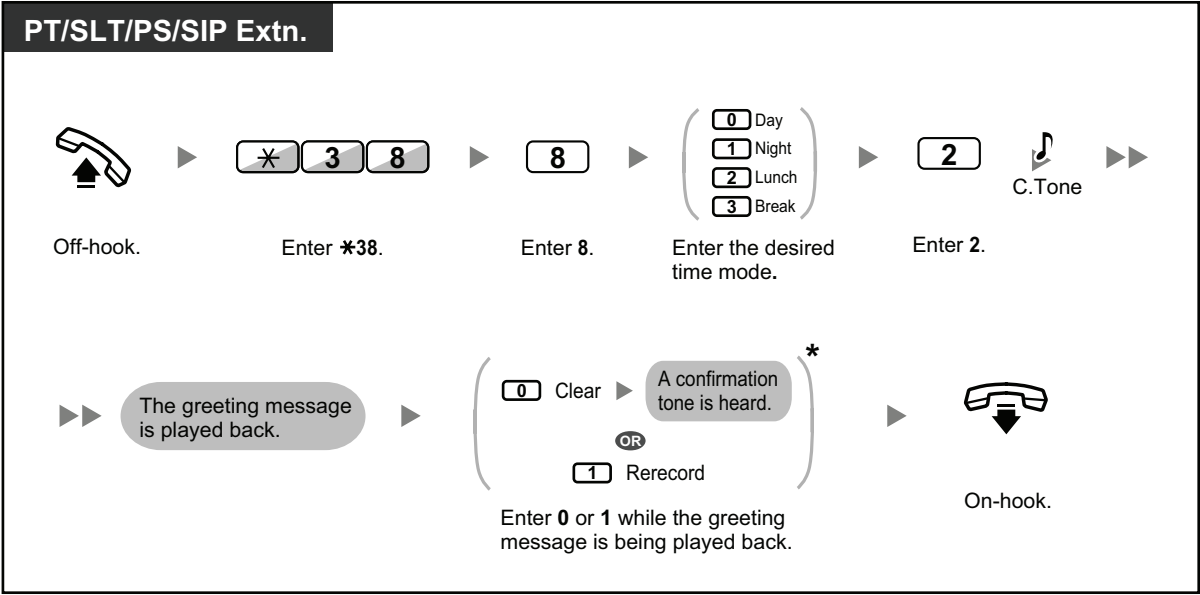 PT/SLT/PS/SIP Extn.
0 Day
1 Night
2 Lunch
3 Break
* 3 8
8
2
C.Tone
Off-hook.
Enter *38.
Enter 8.
Enter the desired
time mode.
Enter 2.
The greeting message
is played back.
0 Clear
A confirmation
tone is heard.
*
OR
1 Rerecord
Enter 0 or 1 while the greeting
message is being played back.
On-hook.